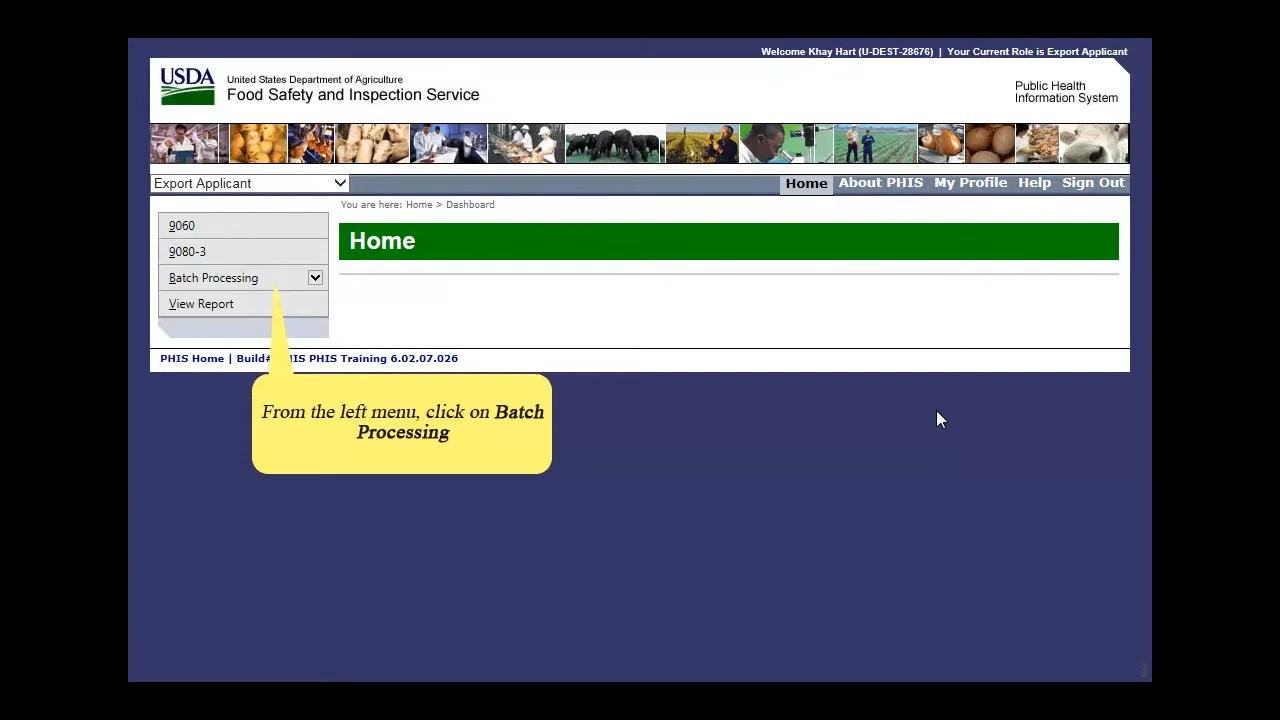 Welcome Khay Hart (U-DEST-28676) | Your Current Role is Export Applicant
USDA
United States Department of Agriculture
Food Safety and Inspection Service
Public Health
Information System
Export Applicant
Home About PHIS My Profile Help Sign Out
You are here: Home > Dashboard
9060
9080-3
Batch Processing
View Report
Home
PHIS Home | Build# PHIS Training 6.02.07.026
From the left menu, click on Batch
Processing